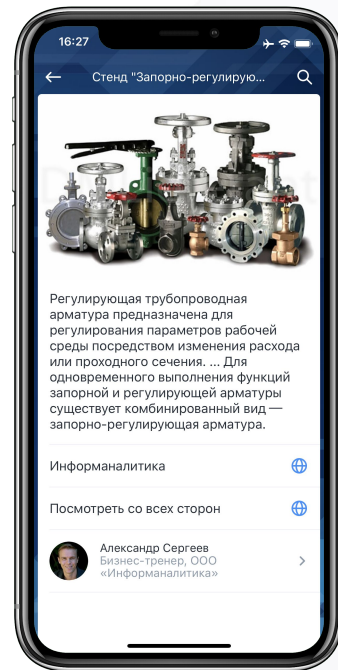 16:27
Стенд "Запорно-регулирую...
Регулирующая трубопроводная
арматура предназначена для
регулирования параметров рабочей
среды посредством изменения расхода
или проходного сечения. ... Для
одновременного выполнения функций
запорной и регулирующей арматуры
существует комбинированный вид —
запорно-регулирующая арматура.
Информаналитика
Посмотреть со всех сторон
Александр Сергеев
Бизнес-тренер, ООО
«Информаналитика»